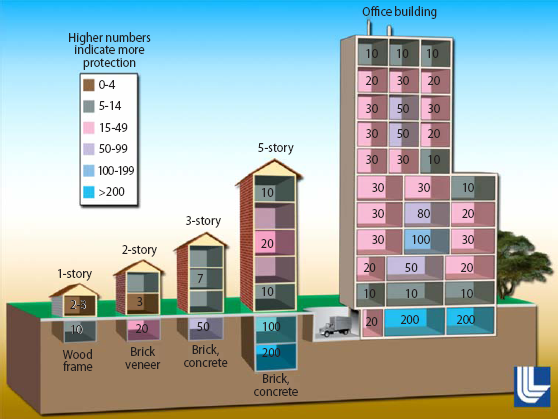 Office building
Higher numbers
indicate more
protection
0-4
5-14
15-49
50-99
100-199
>200
10 10 10
20 30 20
30 50 30
30 50 30
30 30 10
5-story
10
20
10
30 30 10
30 80 20
30 100 30
20 50 20
10 10 10
3-story
7
2-story
3
1-story
2-3
10
20
50
100
200
20 200 200
Wood
frame
Brick
veneer
Brick,
concrete
Brick,
concrete